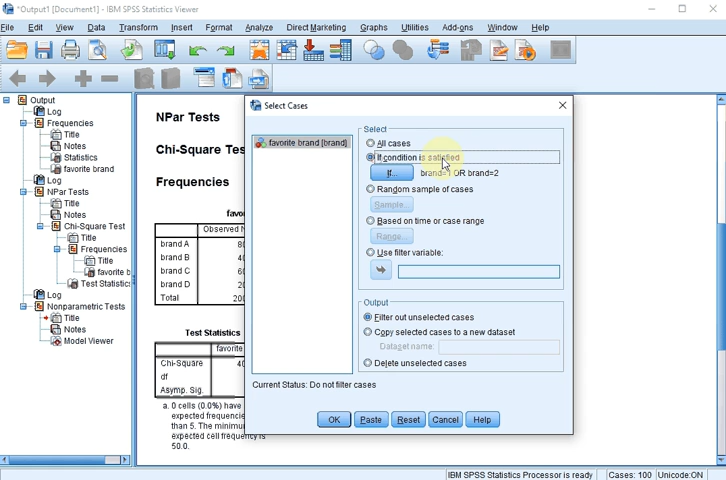 *Output1 [Document1] - IBM SPSS Statistics Viewer
File Edit View Data Transform Insert Format Analyze Direct Marketing Graphs Utilities Add-ons Window Help
Output
Log
Frequencies
Title
Notes
Statistics
favorite brand
Log
NPar Tests
Title
Notes
Chi-Square Test
Title
Frequencies
Title
favorite b
Test Statistics
Log
Nonparametric Tests
Title
Notes
Model Viewer
NPar Tests
Chi-Square Tes
Frequencies
favo
Observed N
brand A 8
brand B 4
brand C 6
brand D 2
Total 200
Test Statistics
favorite
Chi-Square 40
df
Asymp. Sig.
a. 0 cells (0.0%) have
expected frequencie
than 5. The minimu
expected cell frequency is
50.0.
Select Cases
favorite brand [brand]
Select
All cases
If condition is satisfied
If... brand=1 OR brand=2
Random sample of cases
Sample...
Based on time or case range
Range...
Use filter variable:
Output
Filter out unselected cases
Copy selected cases to a new dataset
Dataset name:
Delete unselected cases
Current Status: Do not filter cases
OK Paste Reset Cancel Help
IBM SPSS Statistics Processor is ready Cases: 100 Unicode:ON